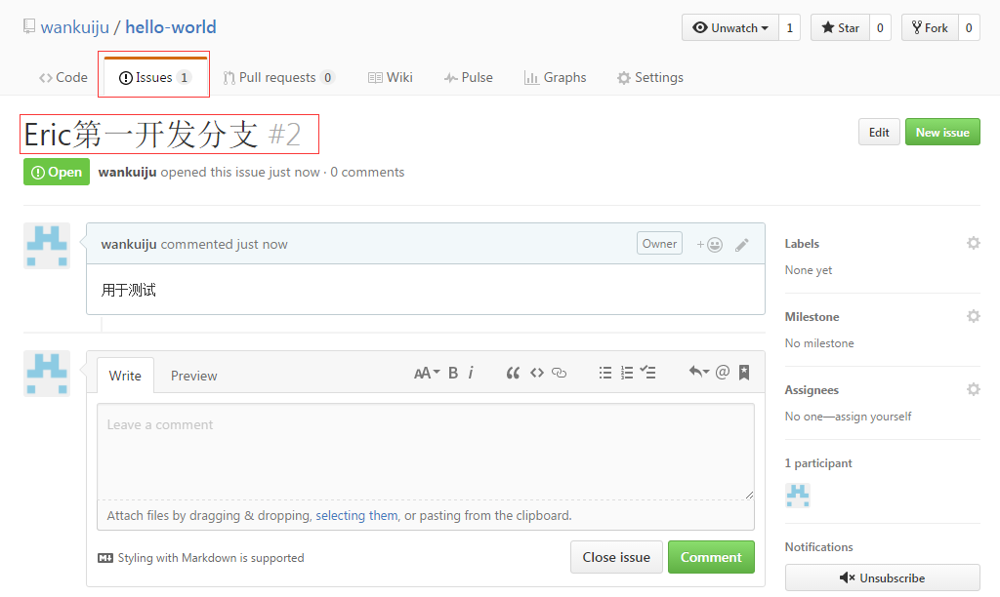 wankuiju / hello-world
Unwatch 1 Star 0 Fork 0
Code Issues 1 Pull requests 0 Wiki Pulse Graphs Settings
Eric第一开发分支 #2
Edit New issue
Open wankuiju opened this issue just now · 0 comments
wankuiju commented just now Owner +
用于测试
Labels
None yet
Milestone
No milestone
Assignees
No one—assign yourself
1 participant
Notifications
Unsubscribe
Write Preview AA B i “ <> @
Leave a comment
Attach files by dragging & dropping, selecting them, or pasting from the clipboard.
Styling with Markdown is supported
Close issue Comment